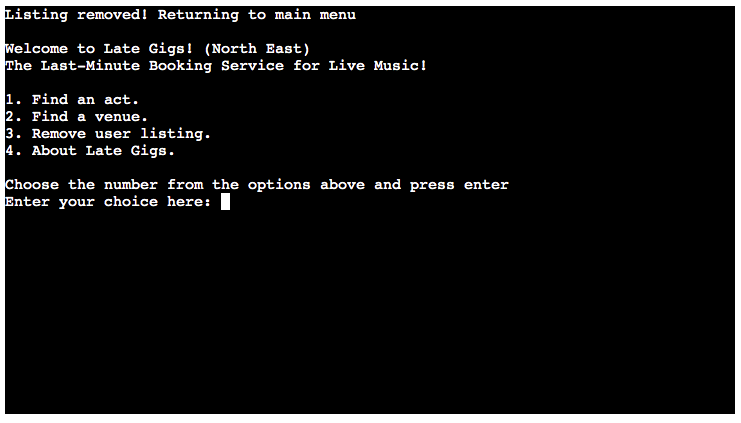 Listing removed! Returning to main menu
Welcome to Late Gigs! (North East)
The Last-Minute Booking Service for Live Music!
1. Find an act.
2. Find a venue.
3. Remove user listing.
4. About Late Gigs.
Choose the number from the options above and press enter
Enter your choice here: